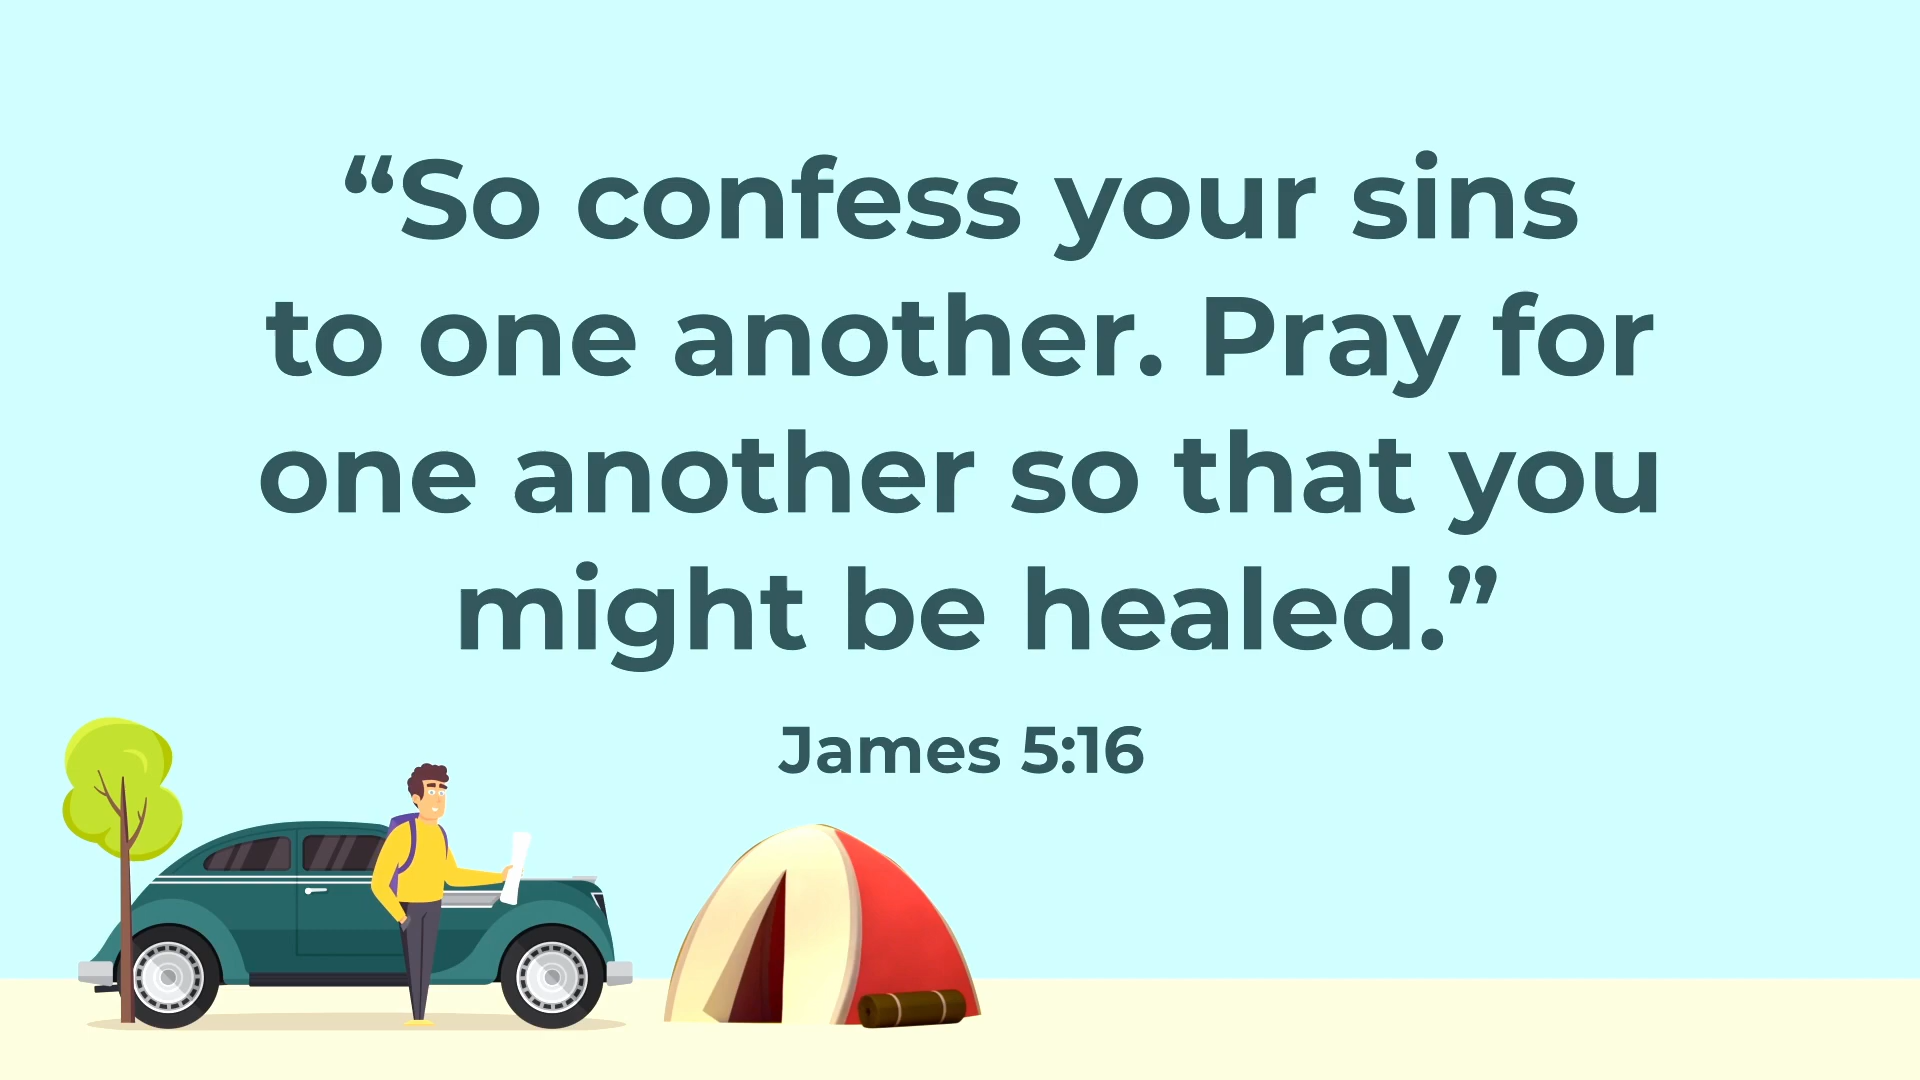 “So confess your sins
to one another. Pray for
one another so that you
might be healed.”
James 5:16